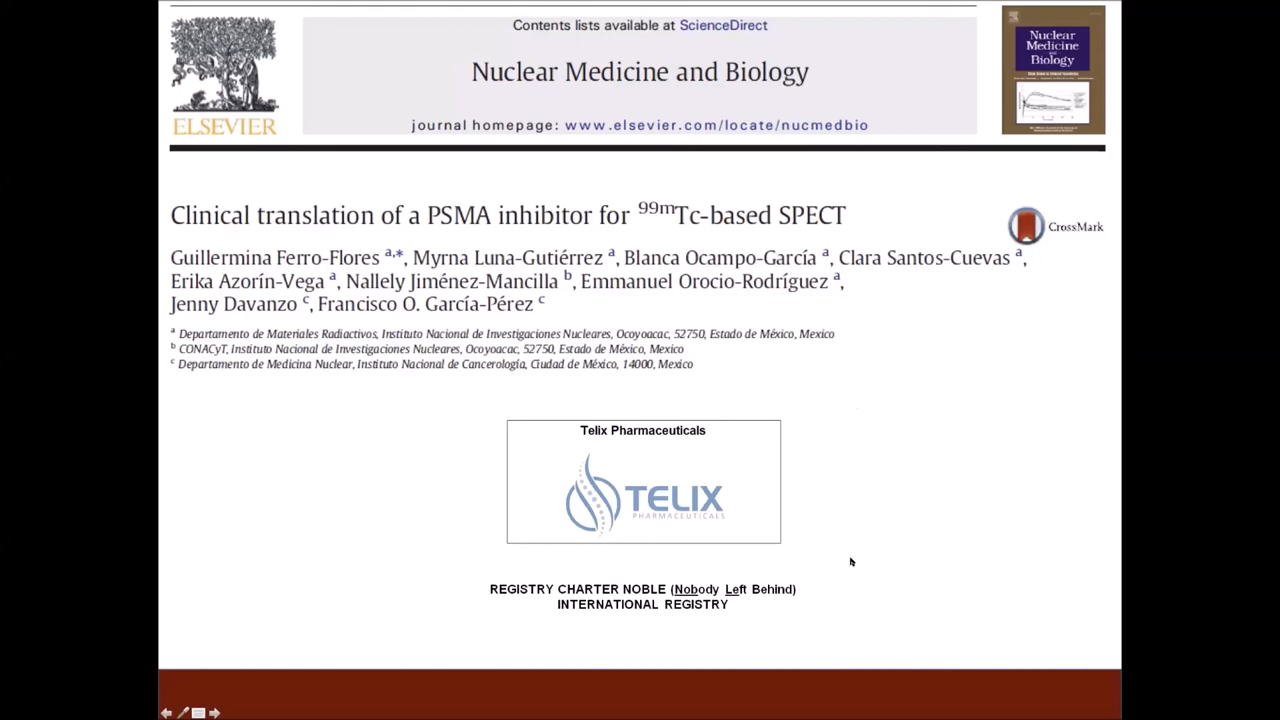 Contents lists available at ScienceDirect
Nuclear Medicine and Biology
journal homepage: www.elsevier.com/locate/nucmedbio
ELSEVIER
Nuclear
Medicine
and
Biology
Clinical translation of a PSMA inhibitor for 99mTc-based SPECT
CrossMark
Guillermina Ferro-Flores a,*, Myrna Luna-Gutiérrez a, Blanca Ocampo-García a, Clara Santos-Cuevas a,
Erika Azorín-Vega a, Nallely Jiménez-Mancilla b, Emmanuel Orocio-Rodríguez a,
Jenny Davanzo c, Francisco O. García-Pérez c
a Departamento de Materiales Radiactivos, Instituto Nacional de Investigaciones Nucleares, Ocoyoacac, 52750, Estado de México, Mexico
b CONACyT, Instituto Nacional de Investigaciones Nucleares, Ocoyoacac, 52750, Estado de México, Mexico
c Departamento de Medicina Nuclear, Instituto Nacional de Cancerología, Ciudad de México, 14000, Mexico
Telix Pharmaceuticals
TELIX
PHARMACEUTICALS
REGISTRY CHARTER NOBLE (Nobody Left Behind)
INTERNATIONAL REGISTRY